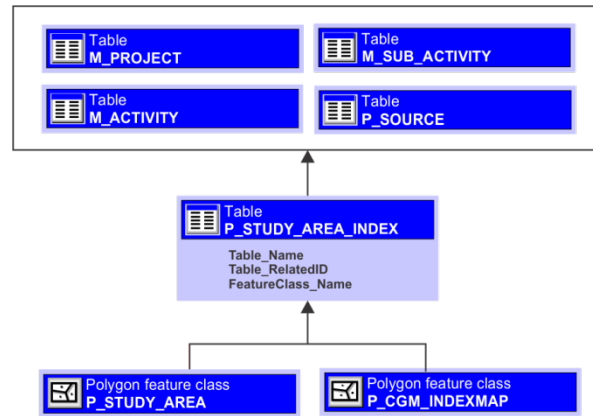 Table
M_PROJECT
Table
M_SUB_ACTIVITY
Table
M_ACTIVITY
Table
P_SOURCE
Table
P_STUDY_AREA_INDEX
Table_Name
Table_RelatedID
FeatureClass_Name
Polygon feature class
P_STUDY_AREA
Polygon feature class
P_CGM_INDEXMAP